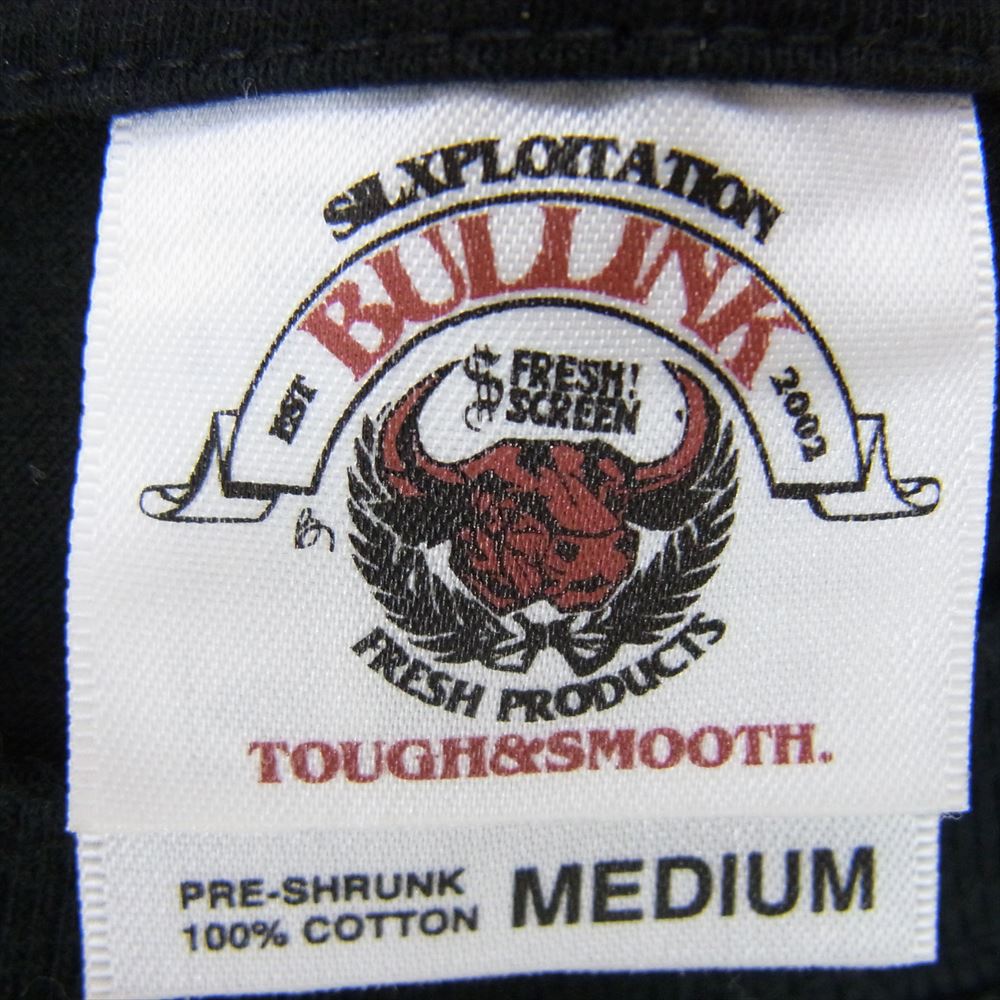 SILXPLOITATION
BULLINK
EST
2002
$ FRESH!
SCREEN
FRESH PRODUCTS
TOUGH&SMOOTH.
PRE-SHRUNK
100% COTTON
MEDIUM